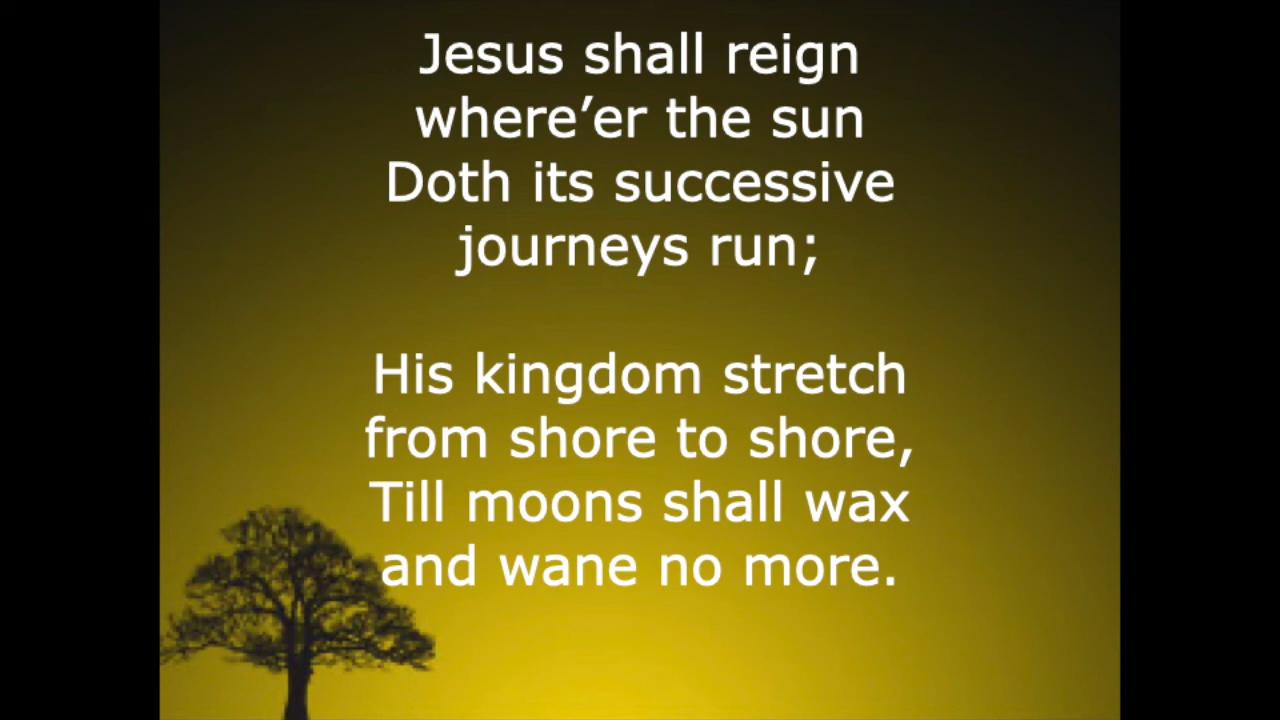 Jesus shall reign
where’er the sun
Doth its successive
journeys run;
His kingdom stretch
from shore to shore,
Till moons shall wax
and wane no more.